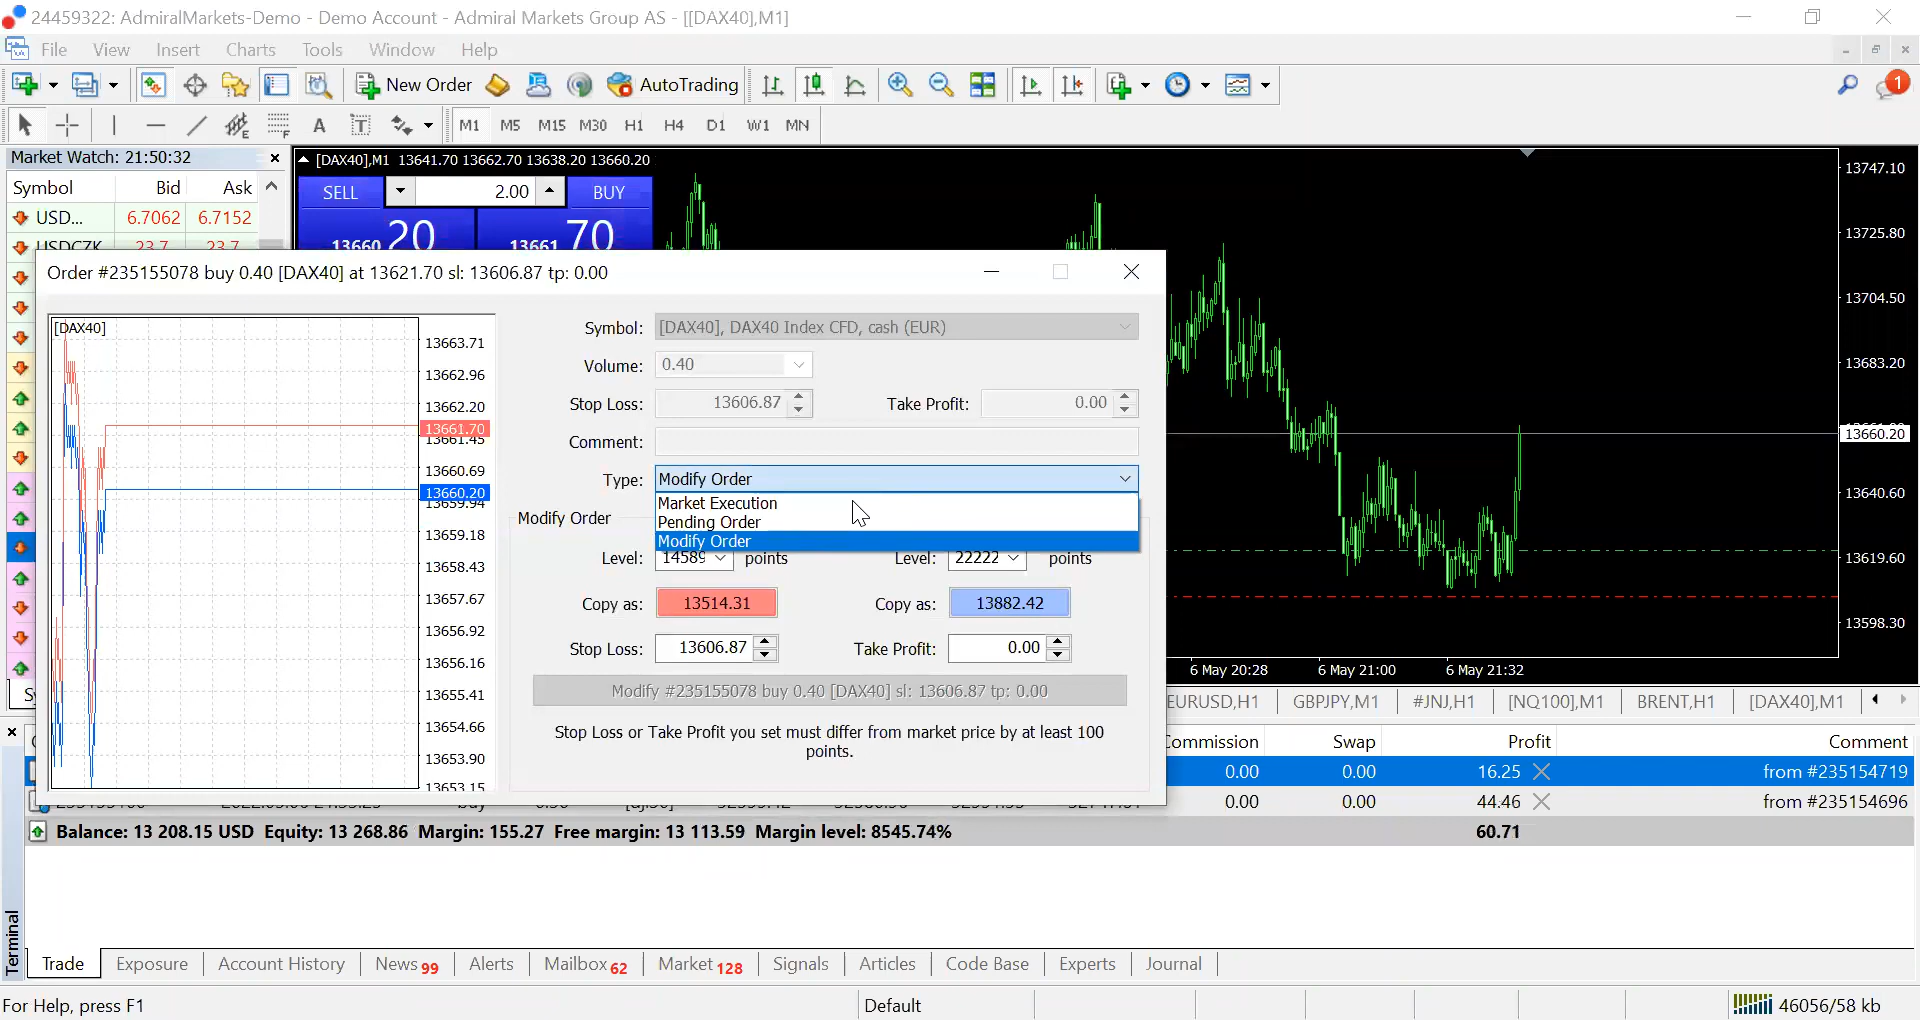 24459322: AdmiralMarkets-Demo - Demo Account - Admiral Markets Group AS - [[DAX40],M1]
File View Insert Charts Tools Window Help
New Order AutoTrading 1
A T M1 M5 M15 M30 H1 H4 D1 W1 MN
Market Watch: 21:50:32
Symbol Bid Ask
USD... 6.7062 6.7152
USDCZK 23.7 23.7
[DAX40],M1 13641.70 13662.70 13638.20 13660.20
SELL 2.00 BUY
13660 20 13661 70
13747.10
13725.80
13704.50
13683.20
13660.20
13640.60
13619.60
13598.30
6 May 20:28 6 May 21:00 6 May 21:32
Order #235155078 buy 0.40 [DAX40] at 13621.70 sl: 13606.87 tp: 0.00
[DAX40]
13663.71
13662.96
13662.20
13661.70
13661.45
13660.69
13660.20
13659.94
13659.18
13658.43
13657.67
13656.92
13656.16
13655.41
13654.66
13653.90
13653.15
Symbol: [DAX40], DAX40 Index CFD, cash (EUR)
Volume: 0.40
Stop Loss: 13606.87 Take Profit: 0.00
Comment:
Type: Modify Order
Market Execution
Pending Order
Modify Order
Modify Order
Level: 14589 points Level: 22222 points
Copy as: 13514.31 Copy as: 13882.42
Stop Loss: 13606.87 Take Profit: 0.00
Modify #235155078 buy 0.40 [DAX40] sl: 13606.87 tp: 0.00
Stop Loss or Take Profit you set must differ from market price by at least 100
points.
EURUSD,H1 GBPJPY,M1 #JNJ,H1 [NQ100],M1 BRENT,H1 [DAX40],M1
Commission Swap Profit Comment
0.00 0.00 16.25 from #235154719
0.00 0.00 44.46 from #235154696
Balance: 13 208.15 USD Equity: 13 268.86 Margin: 155.27 Free margin: 13 113.59 Margin level: 8545.74% 60.71
Terminal
Trade Exposure Account History News 99 Alerts Mailbox 62 Market 128 Signals Articles Code Base Experts Journal
For Help, press F1 Default 46056/58 kb